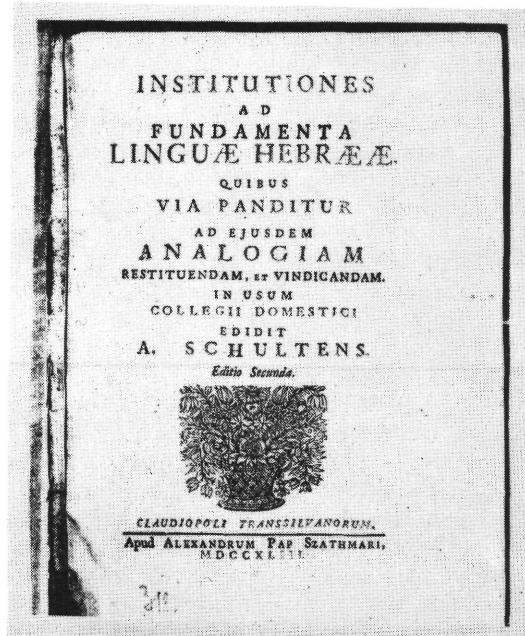 INSTITUTIONES
AD
FUNDAMENTA
LINGUÆ HEBRÆÆ.
QUIBUS
VIA PANDITUR
AD EJUSDEM
ANALOGIAM
RESTITUENDAM, ET VINDICANDAM.
IN USUM
COLLEGII DOMESTICI
EDIDIT
A. SCHULTENS.
Editio Secunda.
CLAUDIOPOLI TRANSSILVANORUM,
Apud ALEXANDRUM PAP SZATHMARI,
MDCCXLIII.